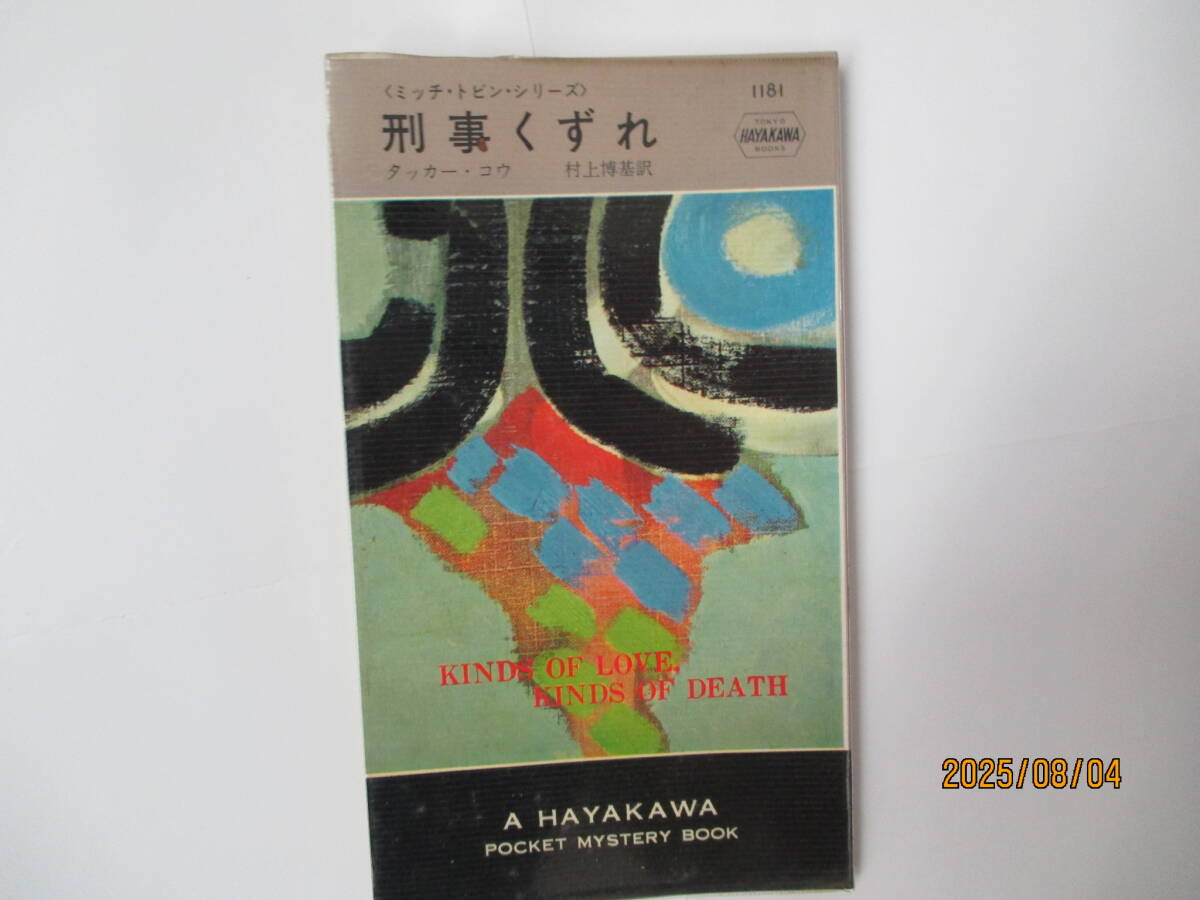 〈ミッチ・トビン・シリーズ〉
1181
刑事くずれ
TOKYO
HAYAKAWA
BOOKS
タッカー・コウ 村上博基訳
KINDS OF LOVE,
KINDS OF DEATH
2025/08/04
A HAYAKAWA
POCKET MYSTERY BOOK